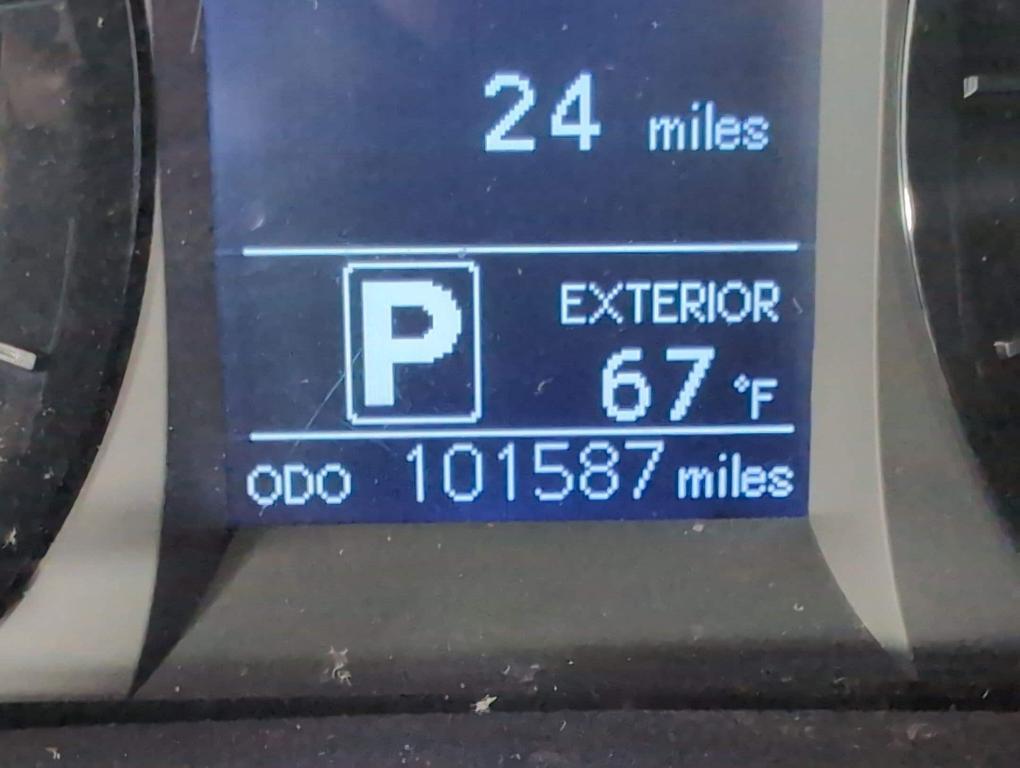 24 miles
P
EXTERIOR
67 °F
ODO 101587 miles